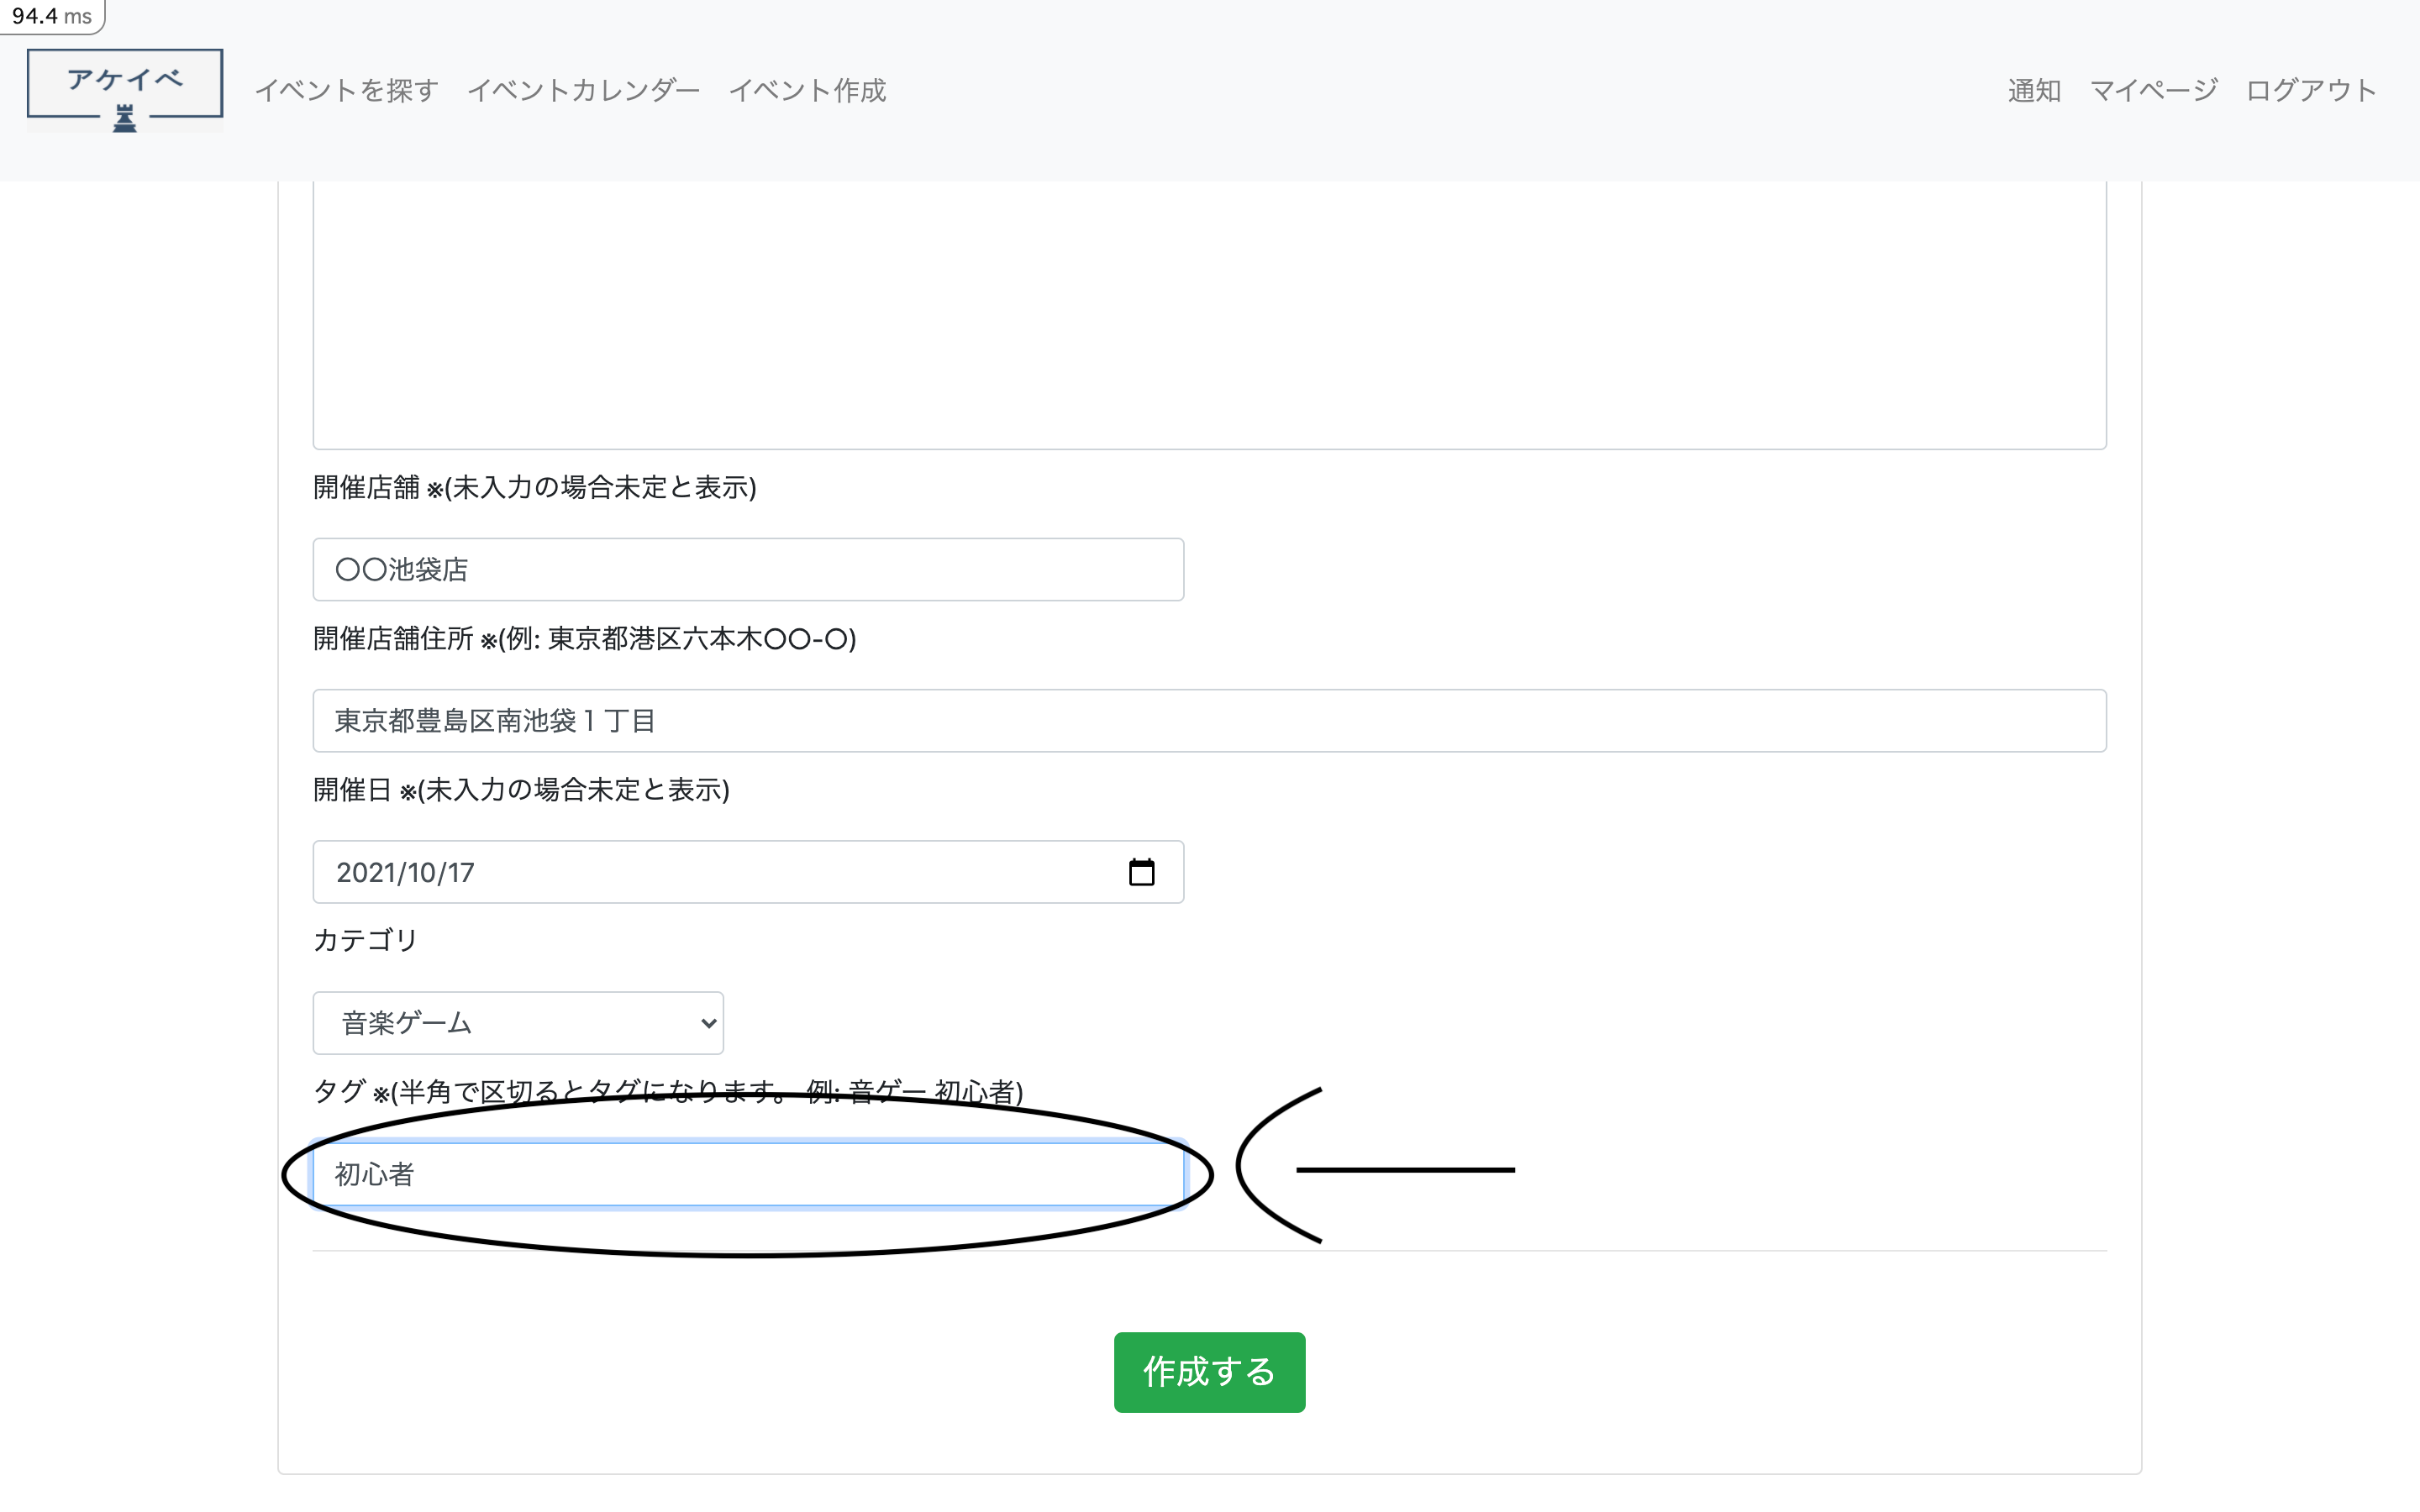 94.4 ms
アケイベ
イベントを探す イベントカレンダー イベント作成 通知 マイページ ログアウト
開催店舗 ※(未入力の場合未定と表示)
〇〇池袋店
開催店舗住所 ※(例: 東京都港区六本木〇〇-〇)
東京都豊島区南池袋１丁目
開催日 ※(未入力の場合未定と表示)
2021/10/17
カテゴリ
音楽ゲーム
タグ ※(半角で区切るとタグになります。 例: 音ゲー 初心者)
初心者
作成する